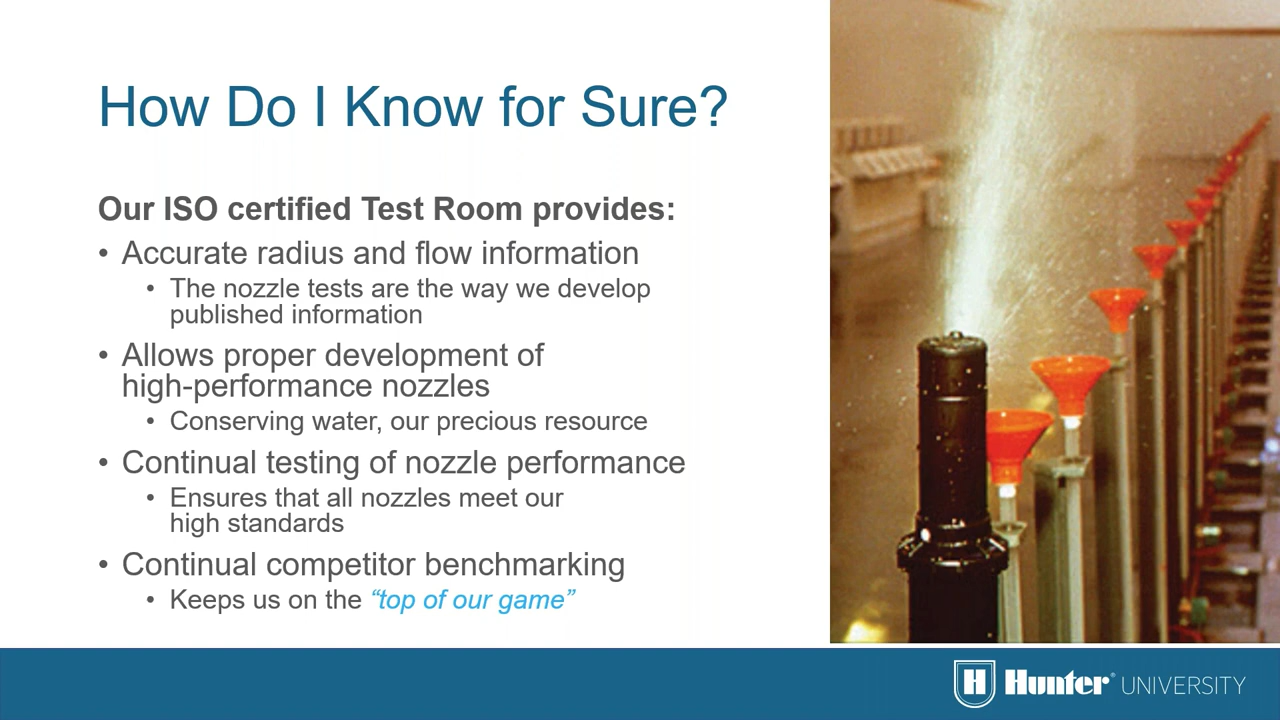 How Do I Know for Sure?
Our ISO certified Test Room provides:
• Accurate radius and flow information
• The nozzle tests are the way we develop
published information
• Allows proper development of
high-performance nozzles
• Conserving water, our precious resource
• Continual testing of nozzle performance
• Ensures that all nozzles meet our
high standards
• Continual competitor benchmarking
• Keeps us on the “top of our game”
H Hunter® UNIVERSITY